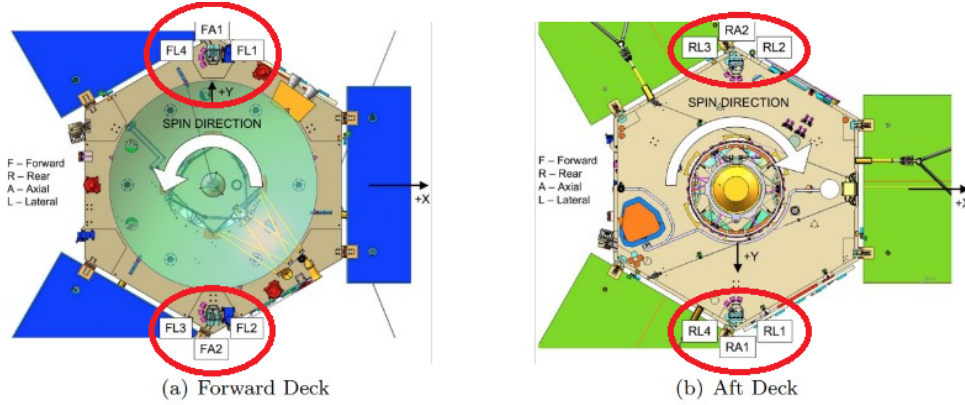 FA1
FL4
FL1
+Y
SPIN DIRECTION
F – Forward
R – Rear
A – Axial
L – Lateral
+X
FL3
FL2
FA2
(a) Forward Deck
RA2
RL3
RL2
SPIN DIRECTION
F – Forward
R – Rear
A – Axial
L – Lateral
+X
+Y
RL4
RL1
RA1
(b) Aft Deck